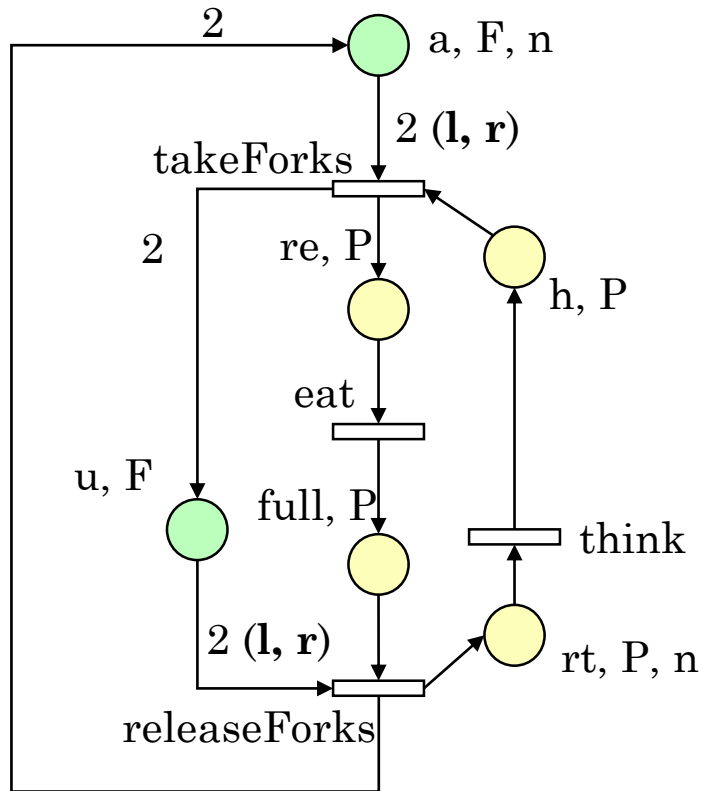 2
a, F, n
2 (l, r)
takeForks
2
re, P
h, P
eat
u, F
full, P
think
2 (l, r)
rt, P, n
releaseForks